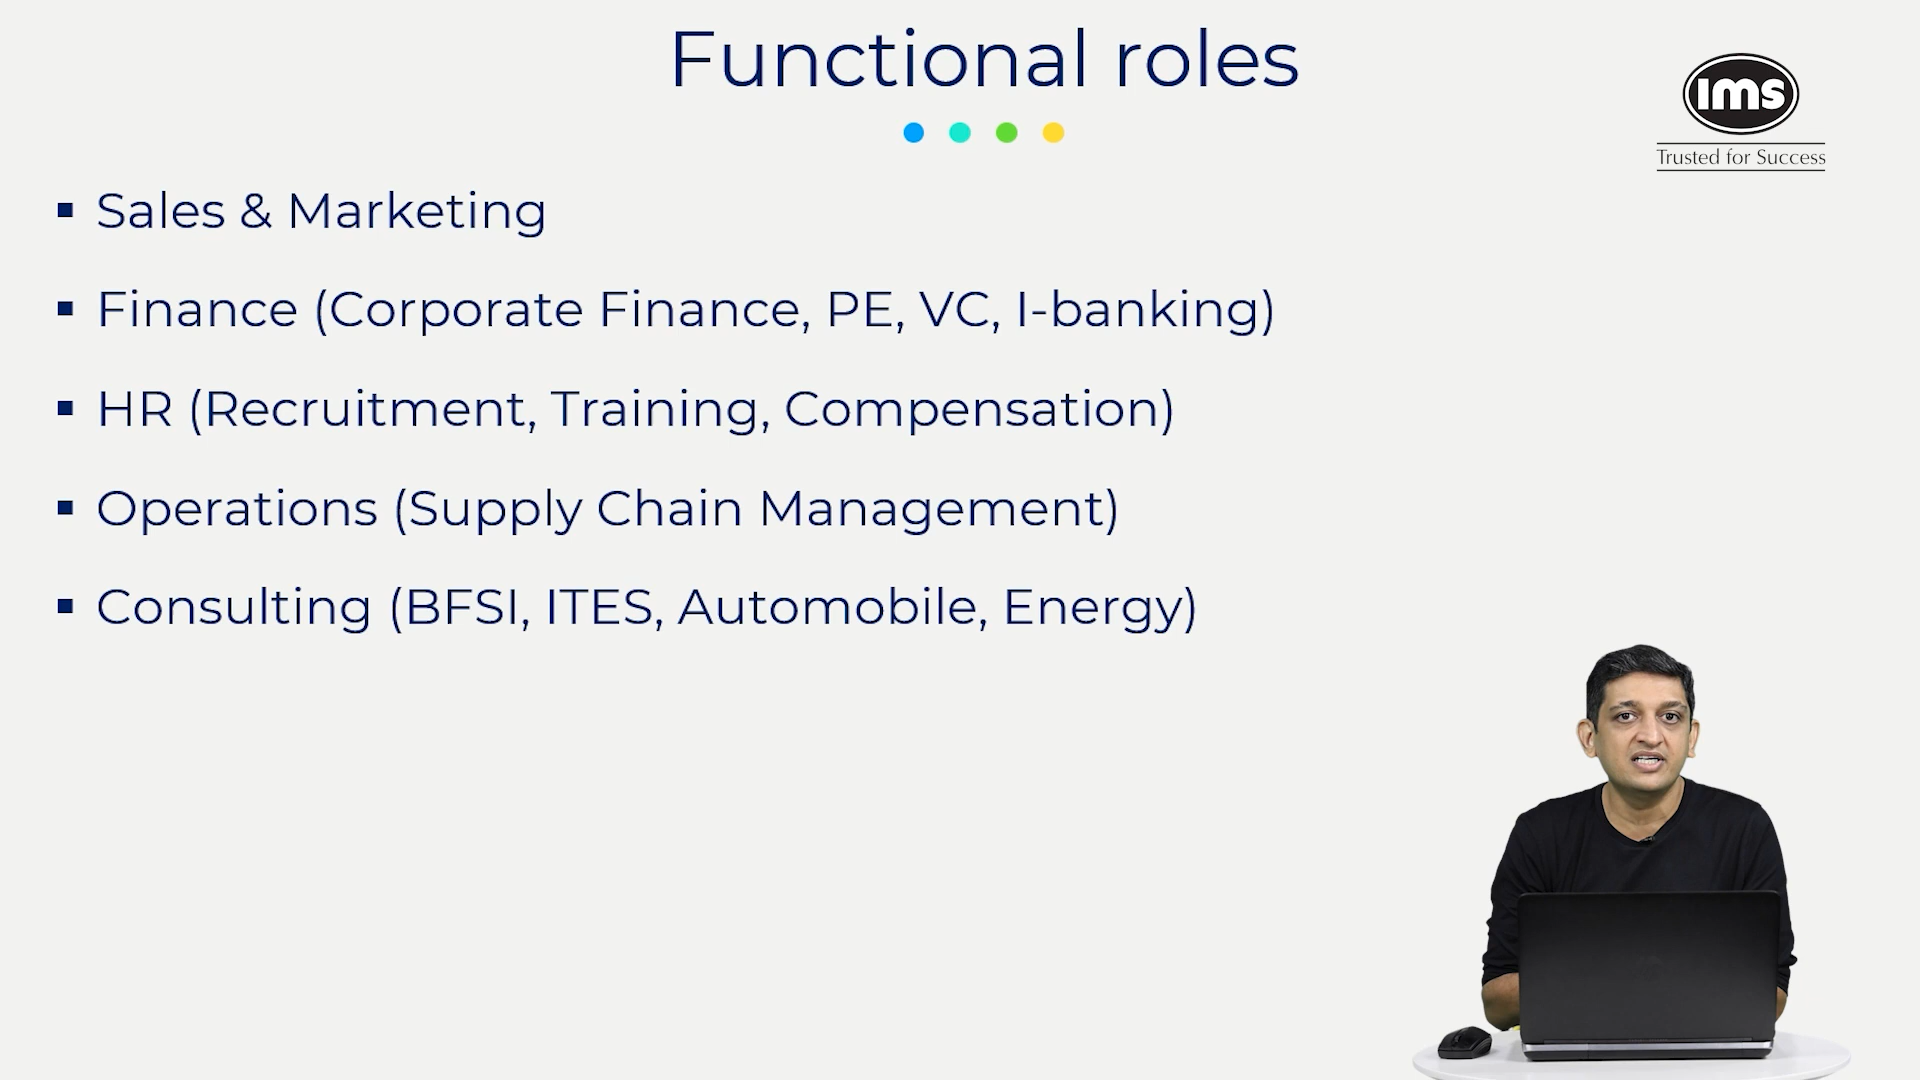 Functional roles
ims
Trusted for Success
▪ Sales & Marketing
▪ Finance (Corporate Finance, PE, VC, I-banking)
▪ HR (Recruitment, Training, Compensation)
▪ Operations (Supply Chain Management)
▪ Consulting (BFSI, ITES, Automobile, Energy)